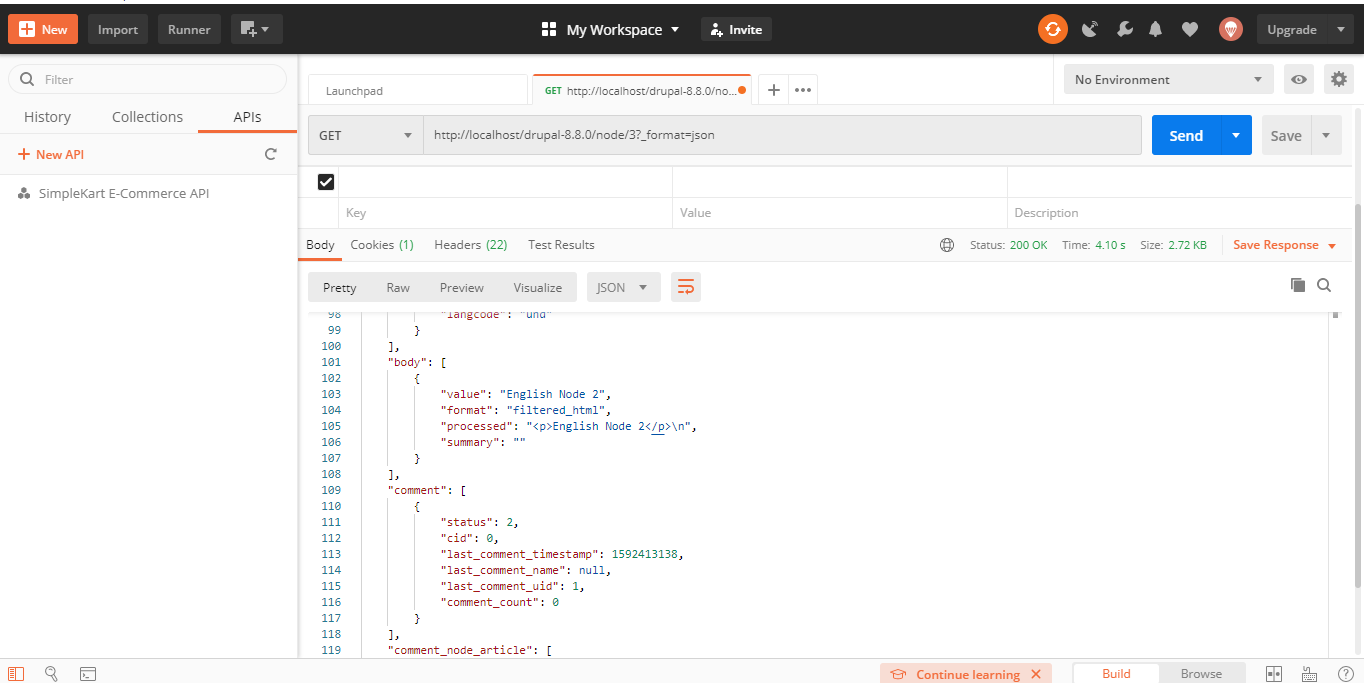 New Import Runner My Workspace Invite Upgrade
Filter
Launchpad GET http://localhost/drupal-8.8.0/no... No Environment
History Collections APIs
GET http://localhost/drupal-8.8.0/node/3?_format=json Send Save
New API
SimpleKart E-Commerce API
Key Value Description
Body Cookies (1) Headers (22) Test Results Status: 200 OK Time: 4.10 s Size: 2.72 KB Save Response
Pretty Raw Preview Visualize JSON
98 "langcode": "und"
99 }
100 ],
101 "body": [
102 {
103 "value": "English Node 2",
104 "format": "filtered_html",
105 "processed": "<p>English Node 2</p>\n",
106 "summary": ""
107 }
108 ],
109 "comment": [
110 {
111 "status": 2,
112 "cid": 0,
113 "last_comment_timestamp": 1592413138,
114 "last_comment_name": null,
115 "last_comment_uid": 1,
116 "comment_count": 0
117 }
118 ],
119 "comment_node_article": [
Continue learning Build Browse